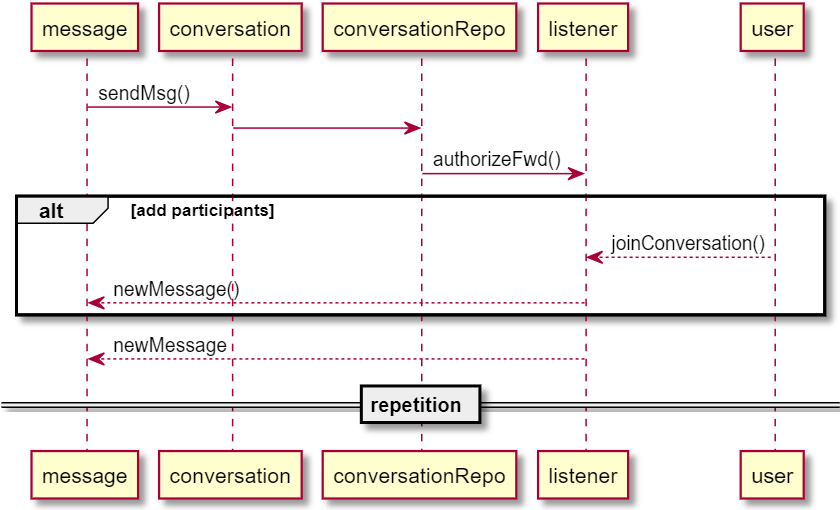 message conversation conversationRepo listener user
sendMsg()
authorizeFwd()
alt [add participants]
joinConversation()
newMessage()
newMessage
repetition
message conversation conversationRepo listener user